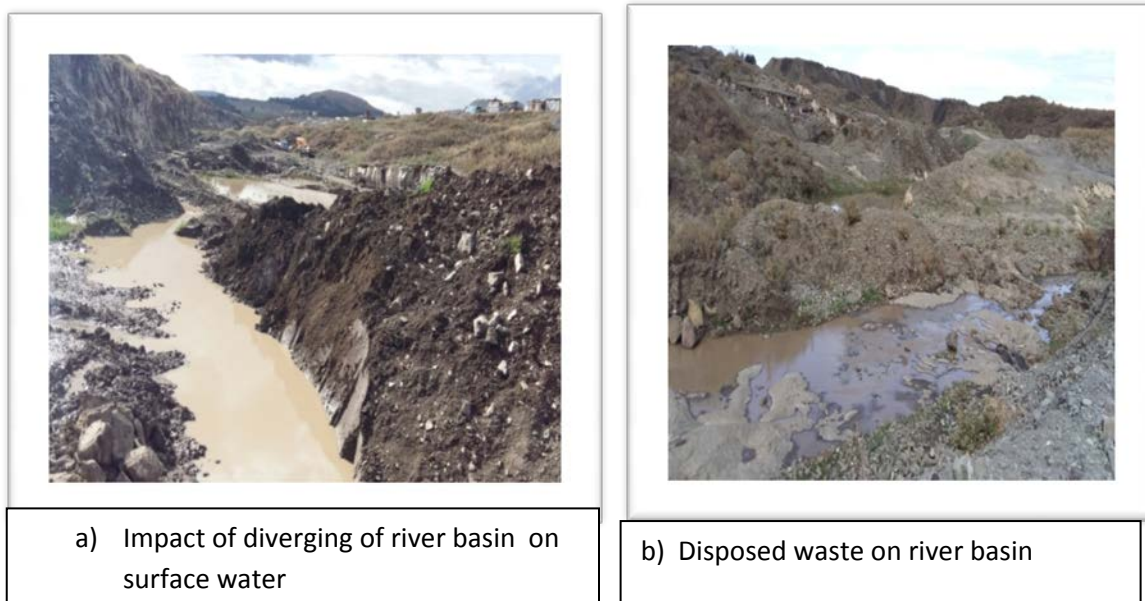 a) Impact of diverging of river basin on
surface water
b) Disposed waste on river basin